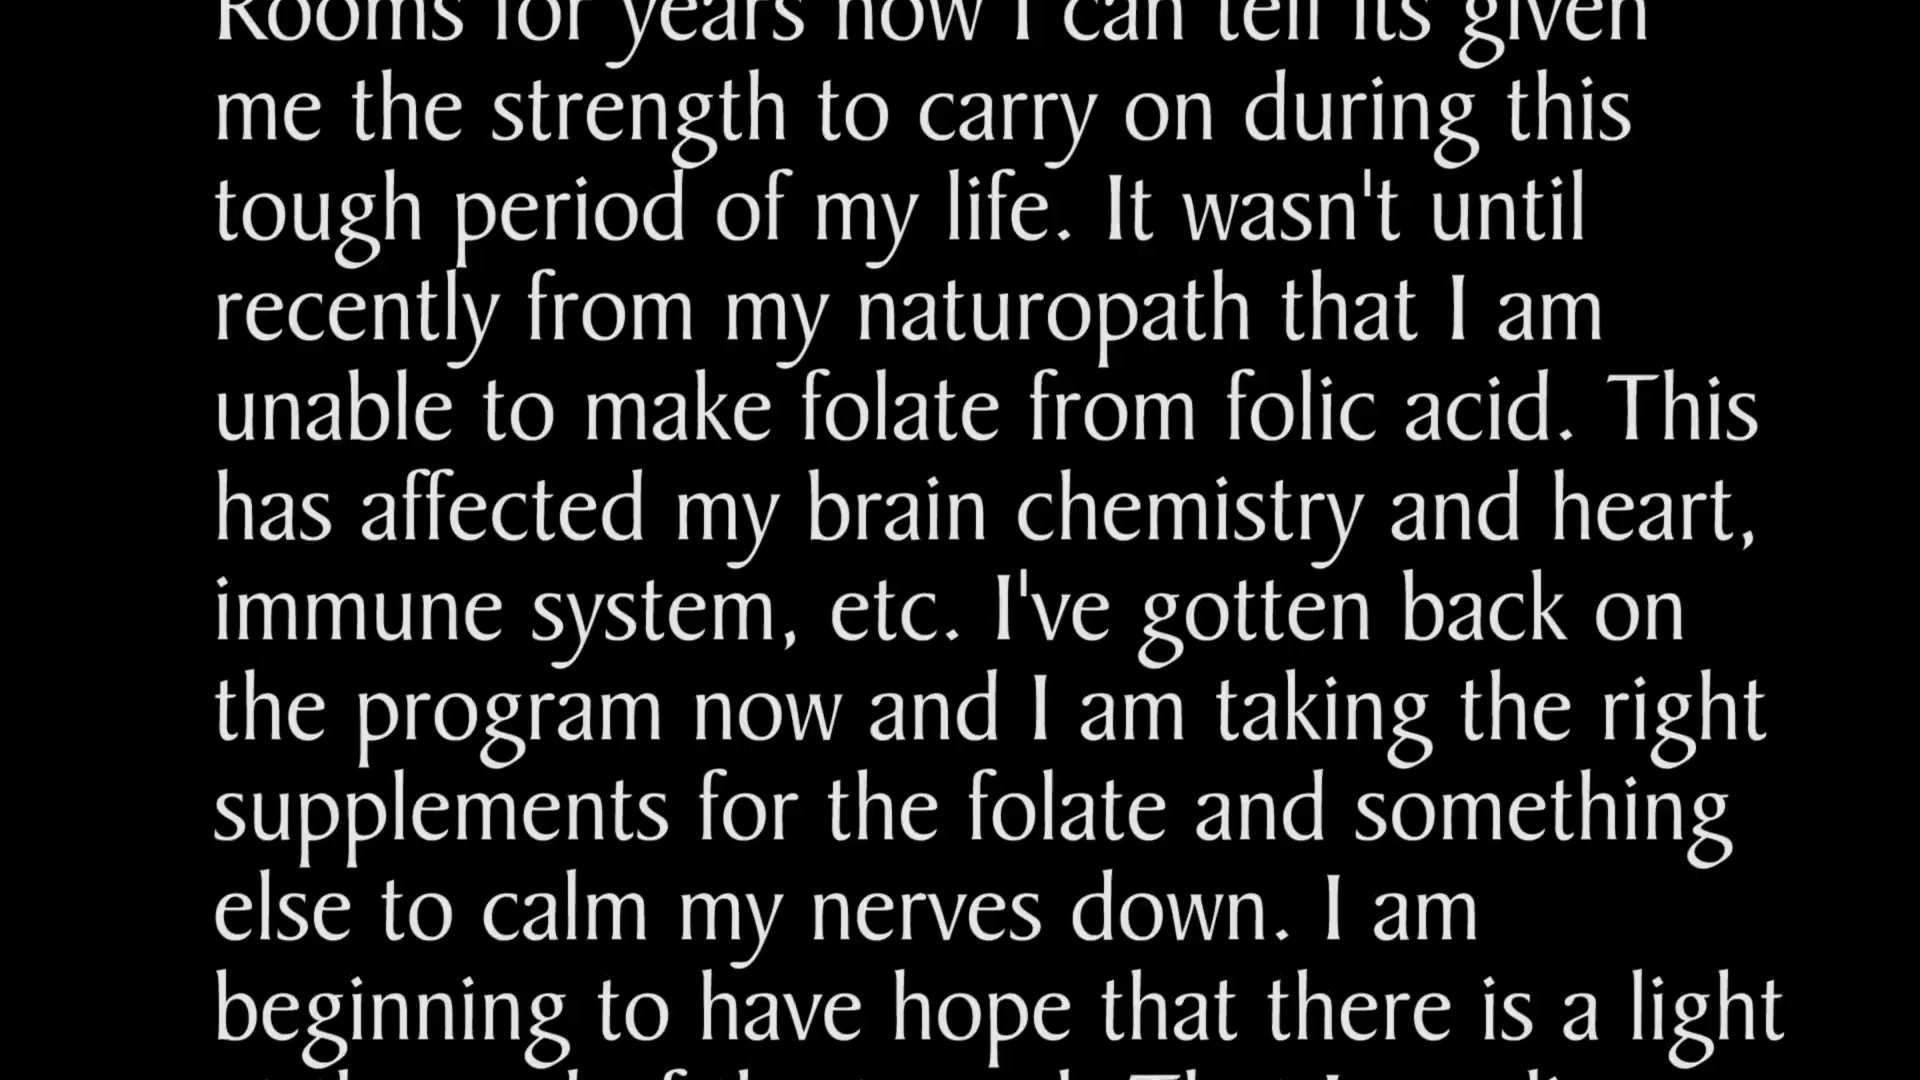 Rooms for years now I can tell its given
me the strength to carry on during this
tough period of my life. It wasn't until
recently from my naturopath that I am
unable to make folate from folic acid. This
has affected my brain chemistry and heart,
immune system, etc. I've gotten back on
the program now and I am taking the right
supplements for the folate and something
else to calm my nerves down. I am
beginning to have hope that there is a light